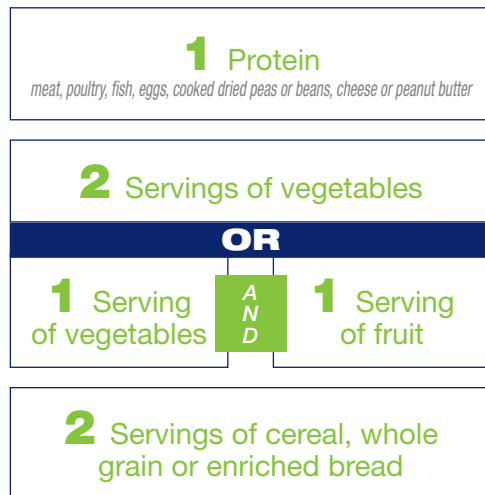 1 Protein
meat, poultry, fish, eggs, cooked dried peas or beans, cheese or peanut butter
2 Servings of vegetables
OR
1 Serving
of vegetables
AND
1 Serving
of fruit
2 Servings of cereal, whole
grain or enriched bread